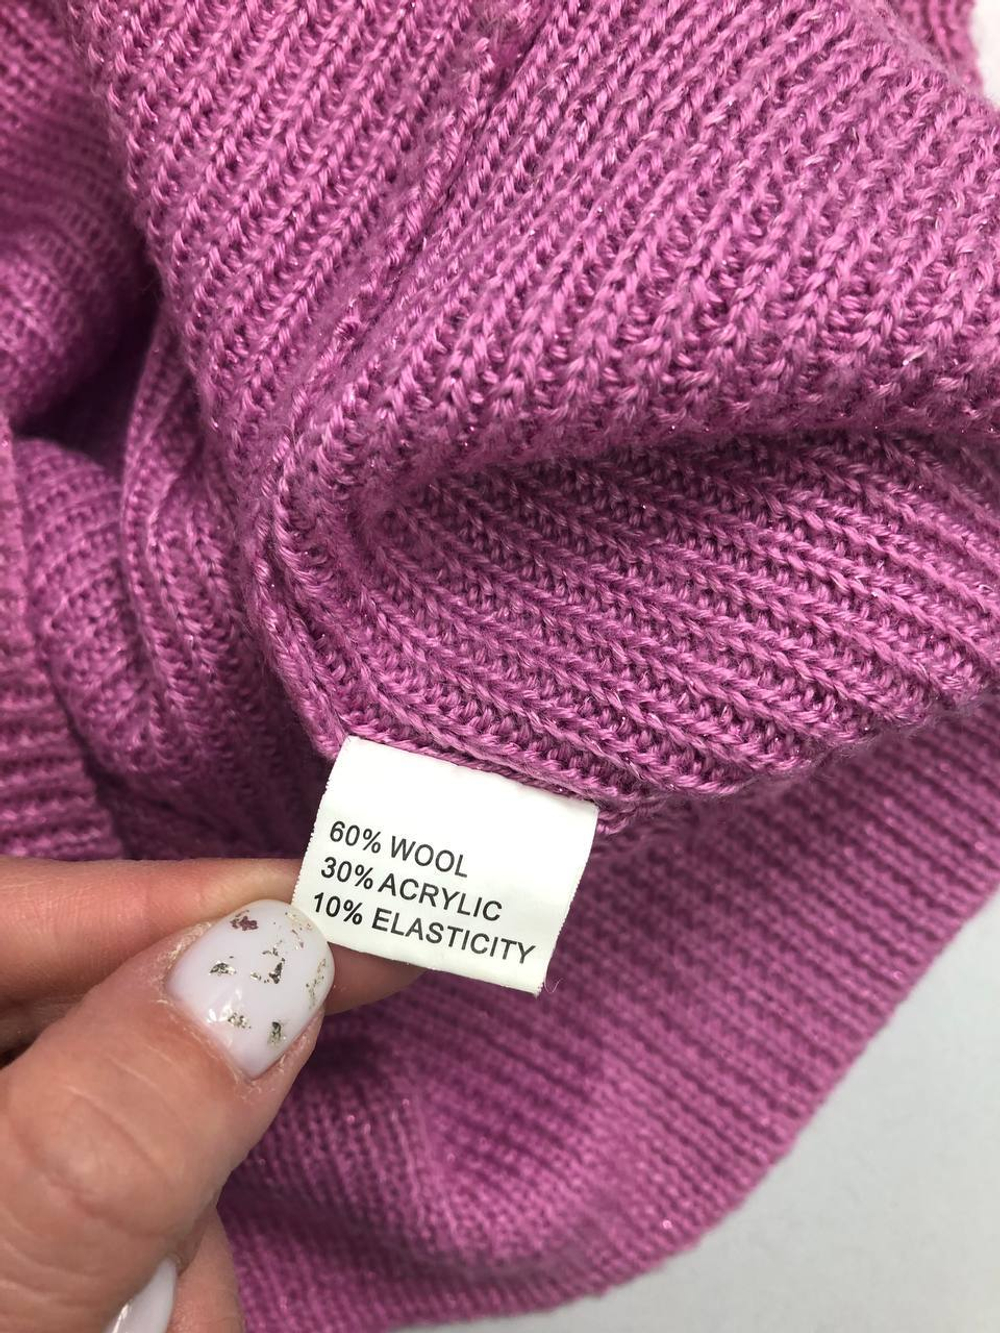 60% WOOL
30% ACRYLIC
10% ELASTICITY